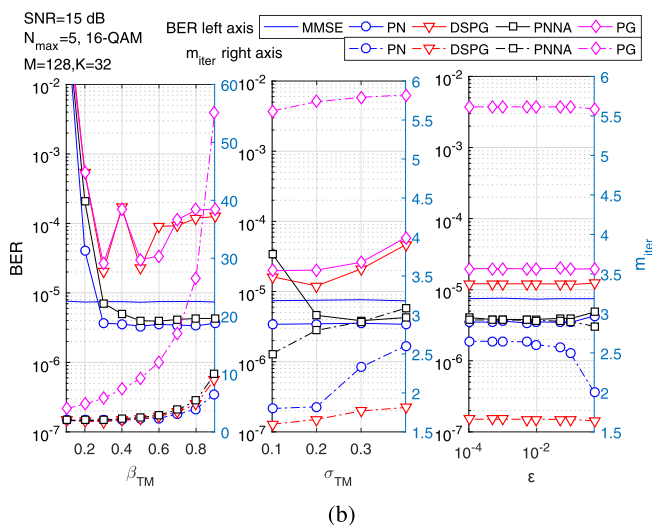 SNR=15 dB
N_max=5, 16-QAM
M=128,K=32
BER left axis
MMSE PN DSPG PNNA PG
m_iter right axis
PN DSPG PNNA PG
10^-2 60 10^-2 6 10^-2 6
50 5.5 5.5
10^-3 10^-3 10^-3
40 5 5
10^-4 4.5 10^-4 4.5
10^-4
30 4 4
10^-5 3.5 10^-5 3.5
10^-5
20 3 3
10^-6 2.5 10^-6 2.5
10^-6
10 2 2
10^-7 0 10^-7 1.5 10^-7 1.5
BER
m_iter
0.2 0.4 0.6 0.8 0.1 0.2 0.3 10^-4 10^-2
β_TM σ_TM ε
(b)